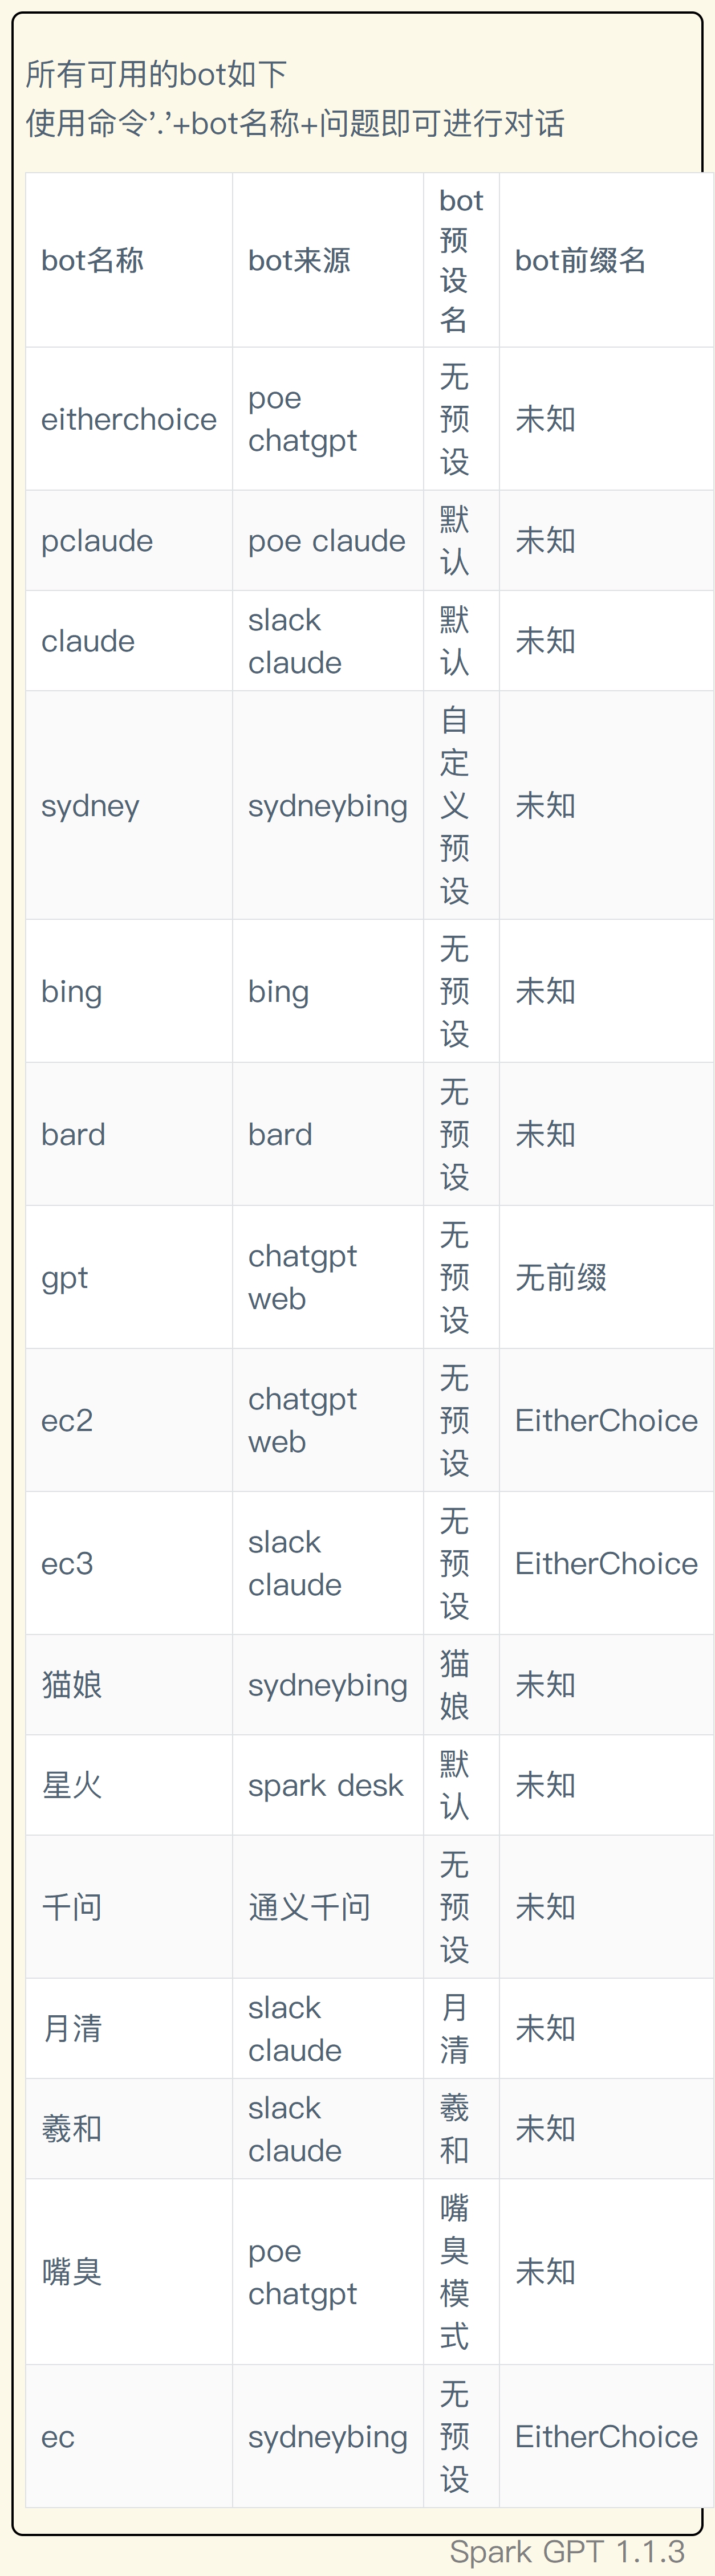 所有可用的bot如下
使用命令’.’+bot名称+问题即可进行对话
bot名称 bot来源 bot预设名 bot前缀名
eitherchoice poe chatgpt 无预设 未知
pclaude poe claude 默认 未知
claude slack claude 默认 未知
sydney sydneybing 自定义预设 未知
bing bing 无预设 未知
bard bard 无预设 未知
gpt chatgpt web 无预设 无前缀
ec2 chatgpt web 无预设 EitherChoice
ec3 slack claude 无预设 EitherChoice
猫娘 sydneybing 猫娘 未知
星火 spark desk 默认 未知
千问 通义千问 无预设 未知
月清 slack claude 月清 未知
羲和 slack claude 羲和 未知
嘴臭 poe chatgpt 嘴臭模式 未知
ec sydneybing 无预设 EitherChoice
Spark GPT 1.1.3